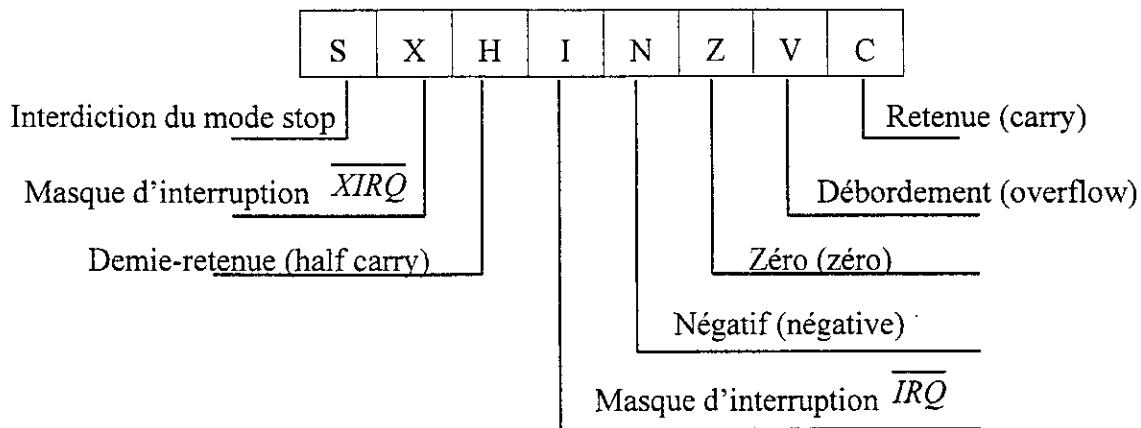 S X H I N Z V C
Interdiction du mode stop
Retenue (carry)
Masque d'interruption XIRQ
Débordement (overflow)
Demie-retenue (half carry)
Zéro (zéro)
Négatif (négative)
Masque d'interruption IRQ